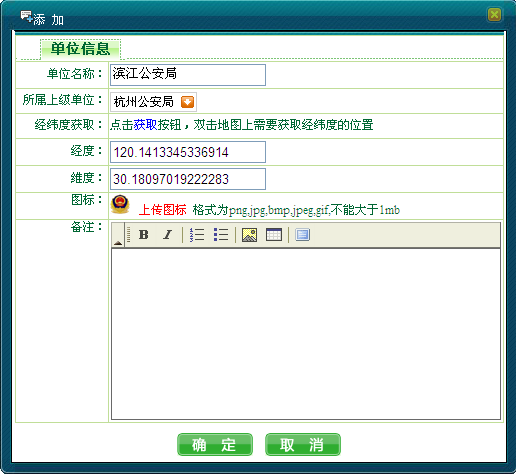 添 加
单位信息
单位名称： 滨江公安局
所属上级单位： 杭州公安局
经纬度获取： 点击获取按钮，双击地图上需要获取经纬度的位置
经度： 120.1413345336914
维度： 30.18097019222283
图标： 上传图标 格式为png,jpg,bmp,jpeg,gif,不能大于1mb
备注：
B I
确 定 取 消